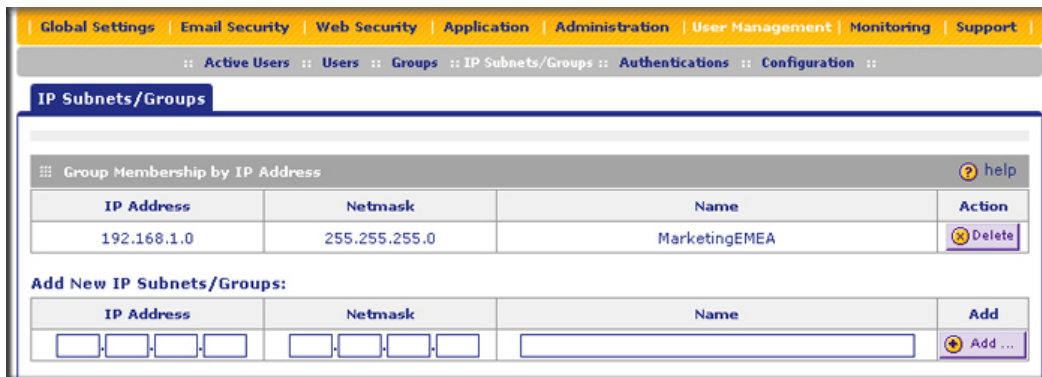 Global Settings | Email Security | Web Security | Application | Administration | User Management | Monitoring | Support |
:: Active Users :: Users :: Groups :: IP Subnets/Groups :: Authentications :: Configuration ::
IP Subnets/Groups
Group Membership by IP Address help
IP Address Netmask Name Action
192.168.1.0 255.255.255.0 MarketingEMEA Delete
Add New IP Subnets/Groups:
IP Address Netmask Name Add
. . . . . . Add ...